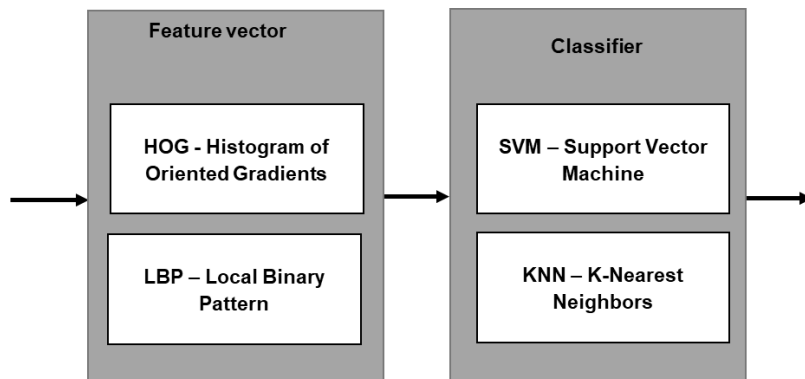 Feature vector
HOG - Histogram of
Oriented Gradients
LBP – Local Binary
Pattern
Classifier
SVM – Support Vector
Machine
KNN – K-Nearest
Neighbors